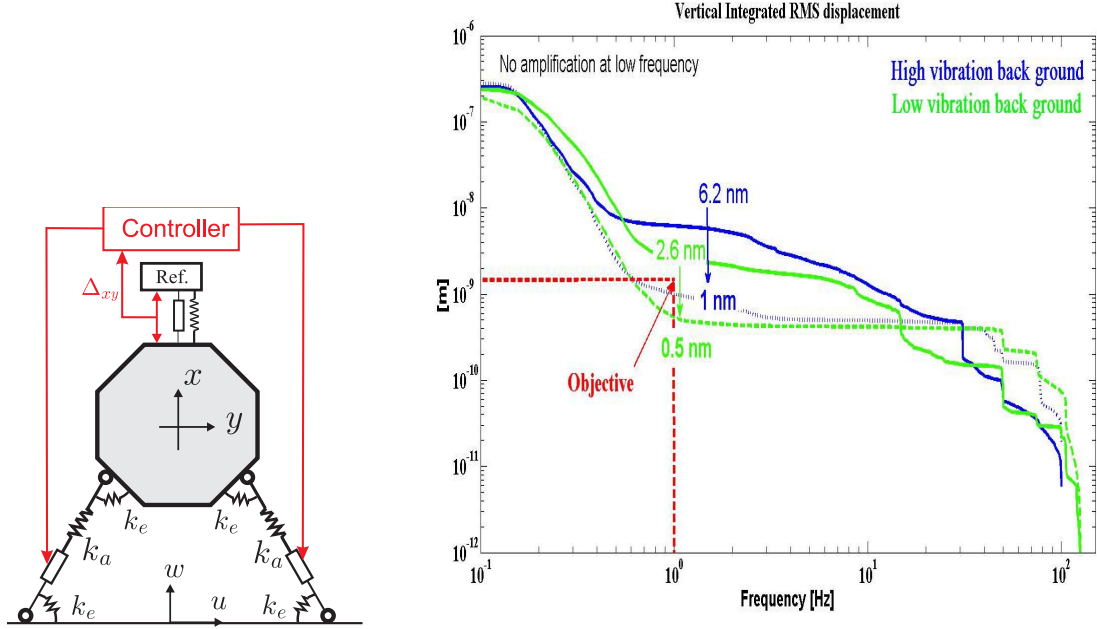 Controller
Ref.
Δxy
x
y
ke
ke
ka
ka
w
u
ke
ke
Vertical Integrated RMS displacement
No amplification at low frequency
High vibration back ground
Low vibration back ground
6.2 nm
2.6 nm
1 nm
0.5 nm
Objective
[m]
10^-6
10^-7
10^-8
10^-9
10^-10
10^-11
10^-12
10^-1
10^0
10^1
10^2
Frequency [Hz]